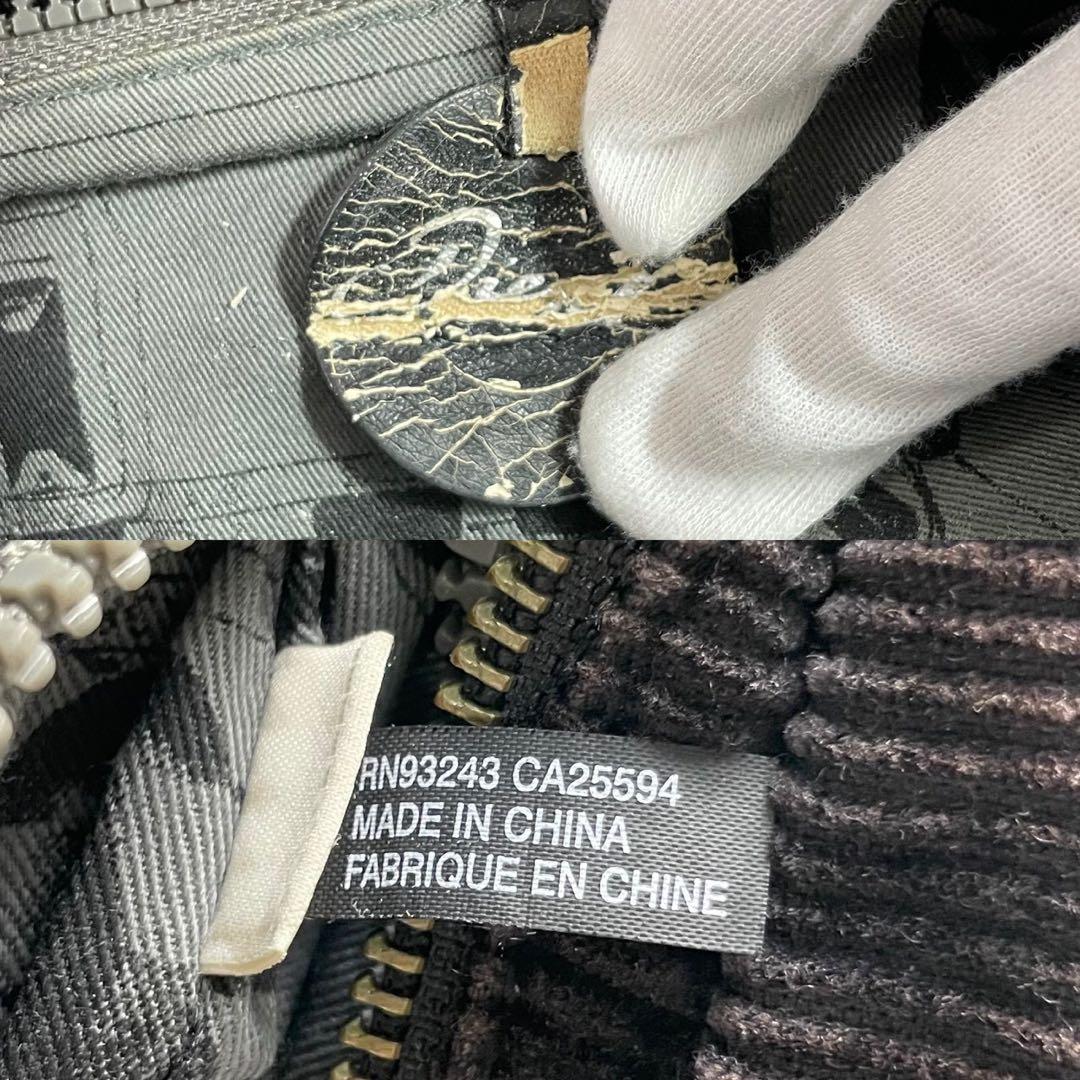 RN93243 CA25594
MADE IN CHINA
FABRIQUE EN CHINE